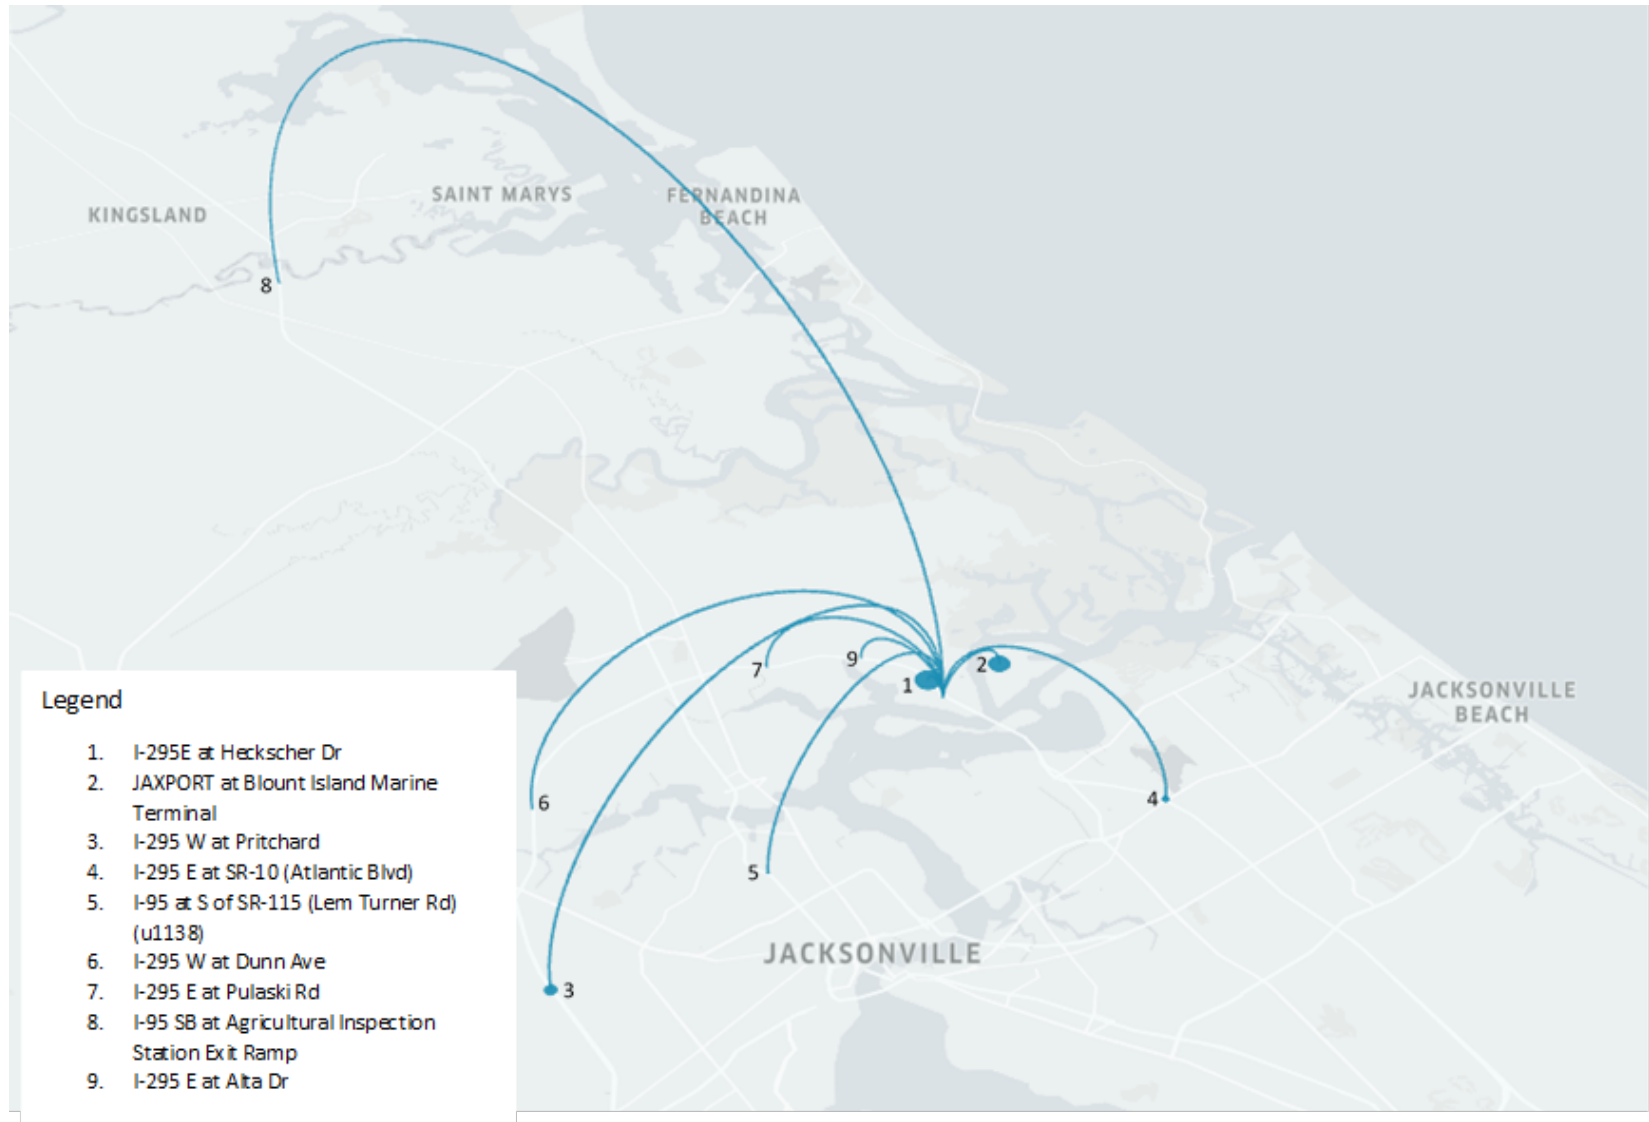 SAINT MARYS
FERNANDINA
BEACH
KINGSLAND
8
7
9
2
1
JACKSONVILLE
BEACH
6
4
5
JACKSONVILLE
3
Legend
1. I-295E at Heckscher Dr
2. JAXPORT at Blount Island Marine
Terminal
3. I-295 W at Pritchard
4. I-295 E at SR-10 (Atlantic Blvd)
5. I-95 at S of SR-115 (Lem Turner Rd)
(u1138)
6. I-295 W at Dunn Ave
7. I-295 E at Pulaski Rd
8. I-95 SB at Agricultural Inspection
Station Exit Ramp
9. I-295 E at Alta Dr